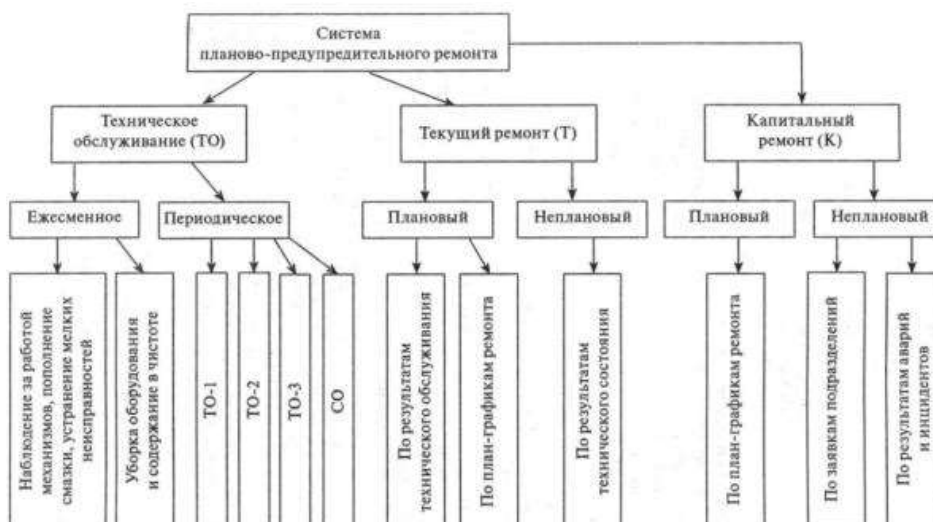 Система
планово-предупредительного ремонта
Техническое
обслуживание (ТО)
Текущий ремонт (Т)
Капитальный
ремонт (К)
Ежесменное
Периодическое
Плановый
Неплановый
Плановый
Неплановый
Наблюдение за работой
механизмов, пополнение
смазки, устранение мелких
неисправностей
Уборка оборудования
и содержание в чистоте
ТО-1
ТО-2
ТО-3
СО
По результатам
технического обслуживания
По план-графикам ремонта
По результатам
технического состояния
По план-графикам ремонта
По заявкам подразделений
По результатам аварий
и инцидентов